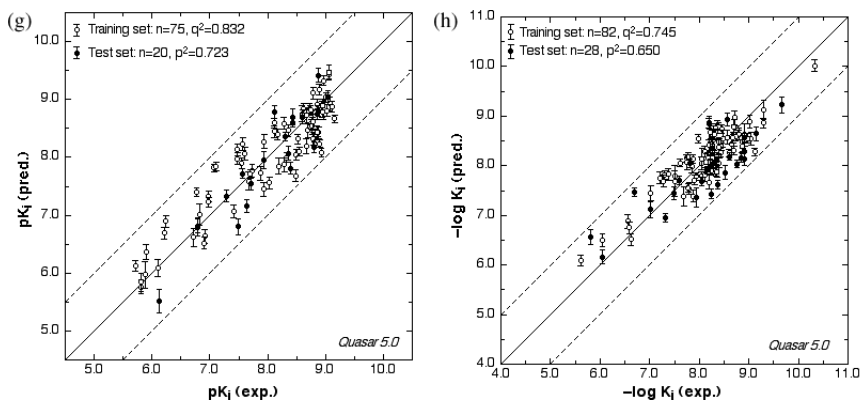 (g)
10.0
9.0
8.0
7.0
6.0
5.0
pKi (pred.)
Training set: n=75, q²=0.832
Test set: n=20, p²=0.723
Quasar 5.0
5.0 6.0 7.0 8.0 9.0 10.0
pKi (exp.)
(h)
11.0
10.0
9.0
8.0
7.0
6.0
5.0
4.0
–log Ki (pred.)
Training set: n=82, q²=0.745
Test set: n=28, p²=0.650
Quasar 5.0
4.0 5.0 6.0 7.0 8.0 9.0 10.0 11.0
–log Ki (exp.)